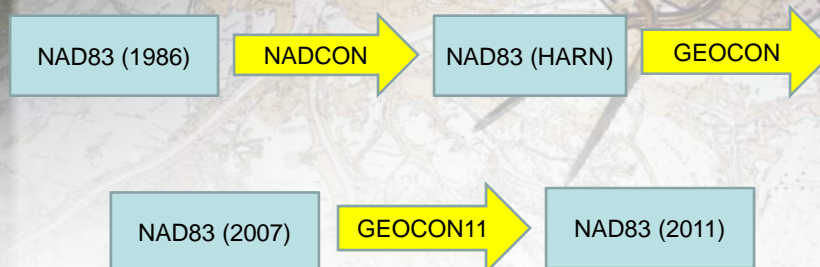 NAD83 (1986) NADCON NAD83 (HARN) GEOCON
NAD83 (2007) GEOCON11 NAD83 (2011)